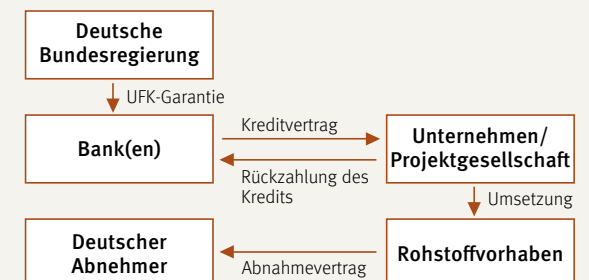 Deutsche
Bundesregierung
UFK-Garantie
Bank(en)
Kreditvertrag
Rückzahlung des
Kredits
Unternehmen/
Projektgesellschaft
Umsetzung
Deutscher
Abnehmer
Abnahmevertrag
Rohstoffvorhaben